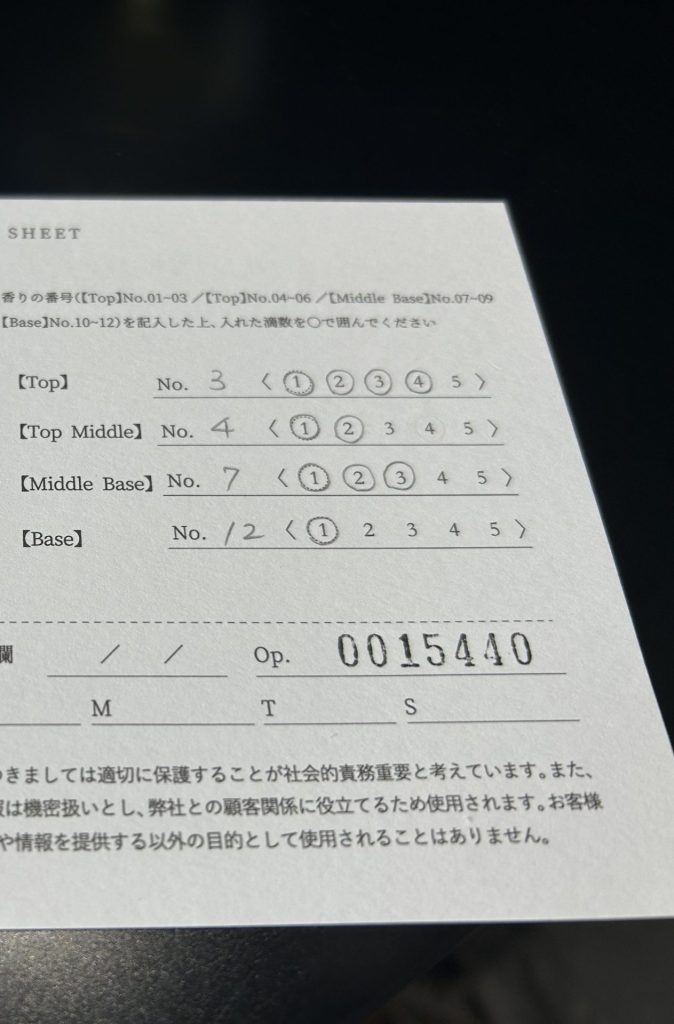 SHEET
香りの番号(【Top】No.01~03 ／【Top】No.04~06 ／【Middle Base】No.07~09
【Base】No.10~12)を記入した上、入れた滴数を〇で囲んでください
【Top】 No. 3 〈 ① ② ③ ④ 5 〉
【Top Middle】 No. 4 〈 ① ② 3 4 5 〉
【Middle Base】 No. 7 〈 ① ② ③ 4 5 〉
【Base】 No. 12 〈 ① 2 3 4 5 〉
欄 ／ ／ Op. 0015440
M T S
つきましては適切に保護することが社会的責務重要と考えています。また、
報は機密扱いとし、弊社との顧客関係に役立てるため使用されます。お客様
や情報を提供する以外の目的として使用されることはありません。